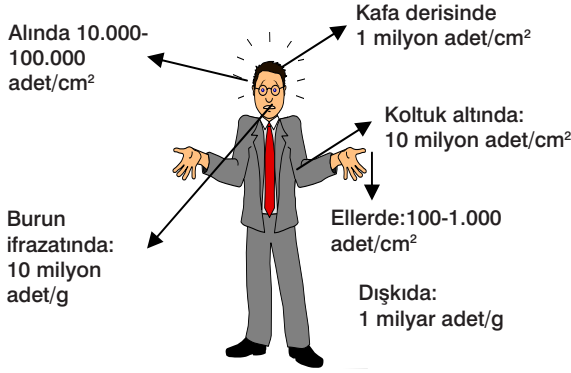 Alında 10.000-
100.000
adet/cm²
Kafa derisinde
1 milyon adet/cm²
Koltuk altında:
10 milyon adet/cm²
Burun
ifrazatında:
10 milyon
adet/g
Ellerde:100-1.000
adet/cm²
Dışkıda:
1 milyar adet/g